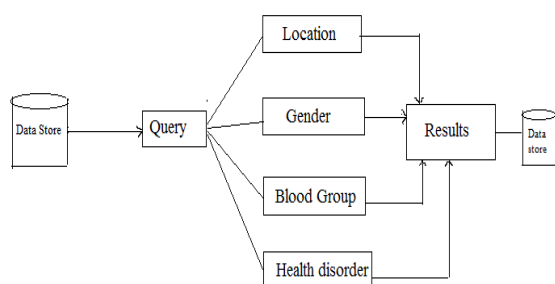 Location
Data Store
Query
Gender
Results
Data
store
Blood Group
Health disorder